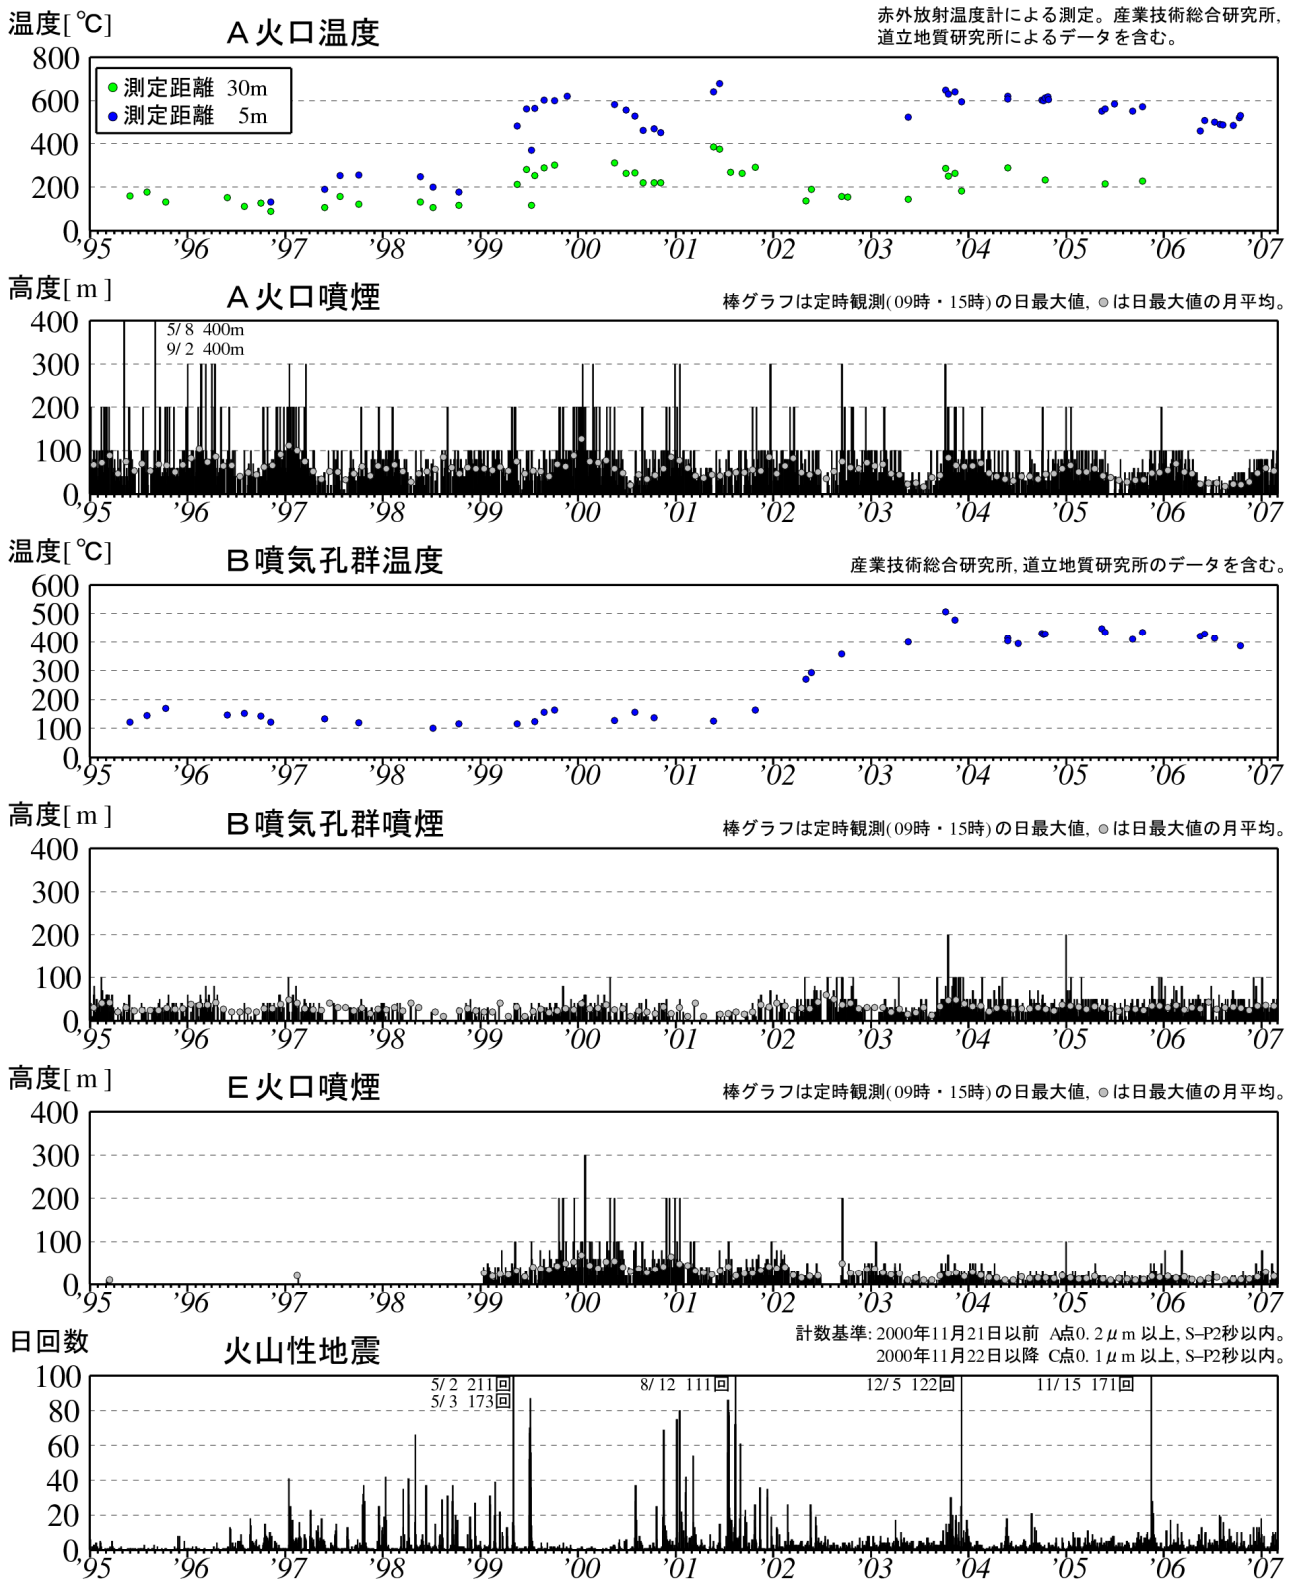 温度[℃]
A火口温度
赤外放射温度計による測定。産業技術総合研究所,
道立地質研究所によるデータを含む。
800
600
400
200
0
測定距離 30m
測定距離 5m
'95 '96 '97 '98 '99 '00 '01 '02 '03 '04 '05 '06 '07
高度[m]
A火口噴煙
棒グラフは定時観測(09時・15時)の日最大値, ●は日最大値の月平均。
400
300
200
100
0
5/8 400m
9/2 400m
'95 '96 '97 '98 '99 '00 '01 '02 '03 '04 '05 '06 '07
温度[℃]
B噴気孔群温度
産業技術総合研究所, 道立地質研究所のデータを含む。
600
500
400
300
200
100
0
'95 '96 '97 '98 '99 '00 '01 '02 '03 '04 '05 '06 '07
高度[m]
B噴気孔群噴煙
棒グラフは定時観測(09時・15時)の日最大値, ●は日最大値の月平均。
400
300
200
100
0
'95 '96 '97 '98 '99 '00 '01 '02 '03 '04 '05 '06 '07
高度[m]
E火口噴煙
棒グラフは定時観測(09時・15時)の日最大値, ●は日最大値の月平均。
400
300
200
100
0
'95 '96 '97 '98 '99 '00 '01 '02 '03 '04 '05 '06 '07
日回数
火山性地震
計数基準: 2000年11月21日以前 A点0.2μm以上, S–P2秒以内。
2000年11月22日以降 C点0.1μm以上, S–P2秒以内。
100
80
60
40
20
0
5/2 211回
5/3 173回
8/12 111回
12/5 122回
11/15 171回
'95 '96 '97 '98 '99 '00 '01 '02 '03 '04 '05 '06 '07